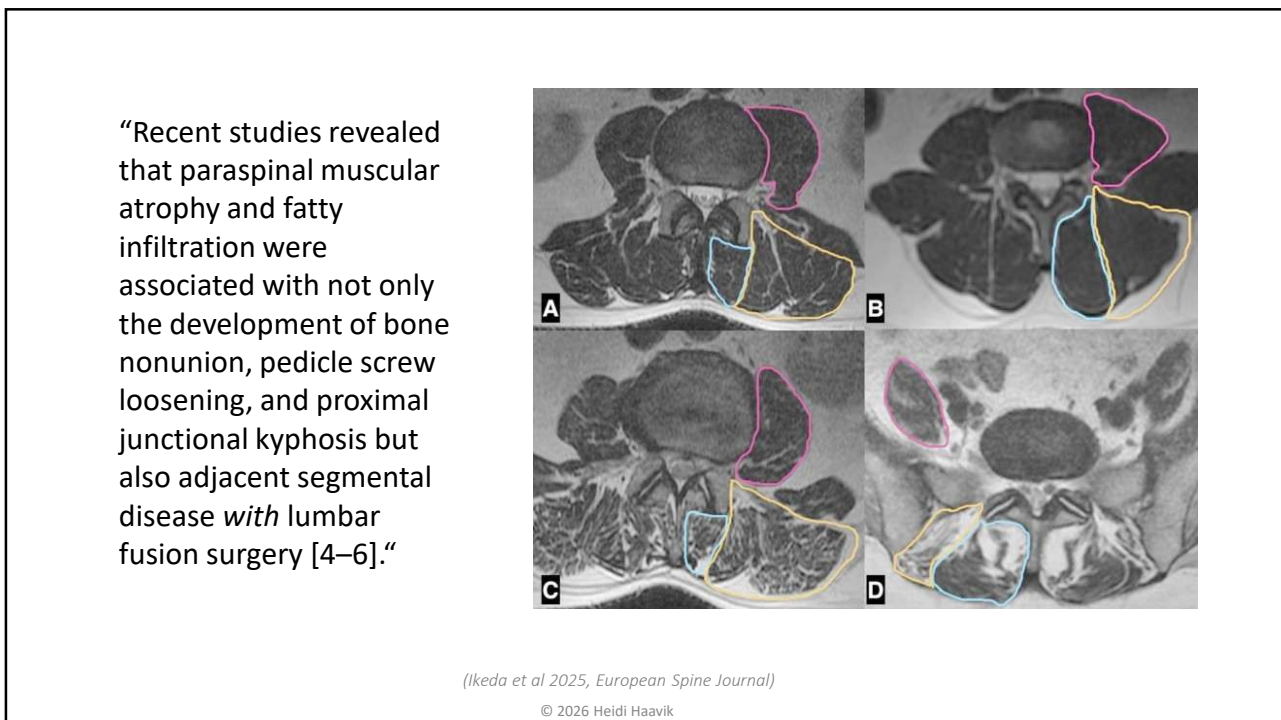 “Recent studies revealed
that paraspinal muscular
atrophy and fatty
infiltration were
associated with not only
the development of bone
nonunion, pedicle screw
loosening, and proximal
junctional kyphosis but
also adjacent segmental
disease with lumbar
fusion surgery [4–6].“
A
B
C
D
(Ikeda et al 2025, European Spine Journal)
© 2026 Heidi Haavik